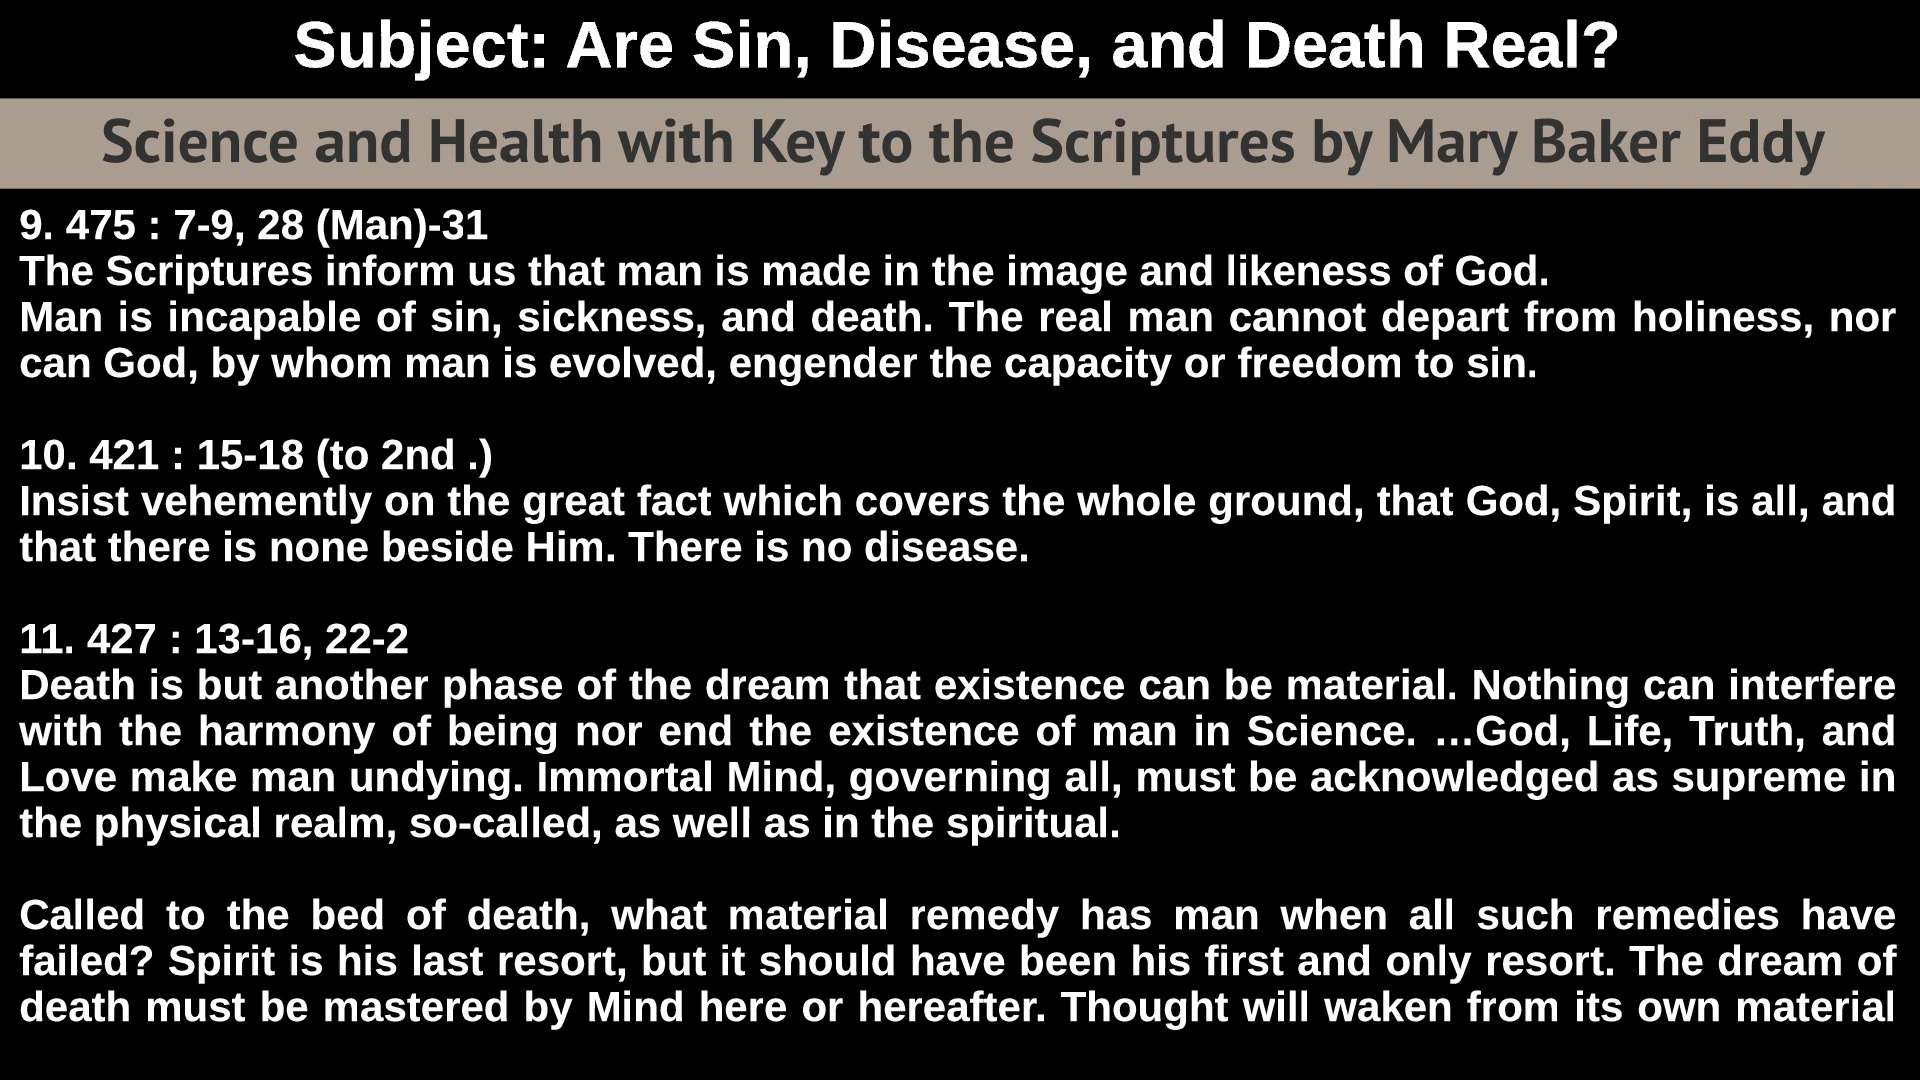 Subject: Are Sin, Disease, and Death Real?
Science and Health with Key to the Scriptures by Mary Baker Eddy
9. 475 : 7-9, 28 (Man)-31
The Scriptures inform us that man is made in the image and likeness of God.
Man is incapable of sin, sickness, and death. The real man cannot depart from holiness, nor
can God, by whom man is evolved, engender the capacity or freedom to sin.
10. 421 : 15-18 (to 2nd .)
Insist vehemently on the great fact which covers the whole ground, that God, Spirit, is all, and
that there is none beside Him. There is no disease.
11. 427 : 13-16, 22-2
Death is but another phase of the dream that existence can be material. Nothing can interfere
with the harmony of being nor end the existence of man in Science. …God, Life, Truth, and
Love make man undying. Immortal Mind, governing all, must be acknowledged as supreme in
the physical realm, so-called, as well as in the spiritual.
Called to the bed of death, what material remedy has man when all such remedies have
failed? Spirit is his last resort, but it should have been his first and only resort. The dream of
death must be mastered by Mind here or hereafter. Thought will waken from its own material